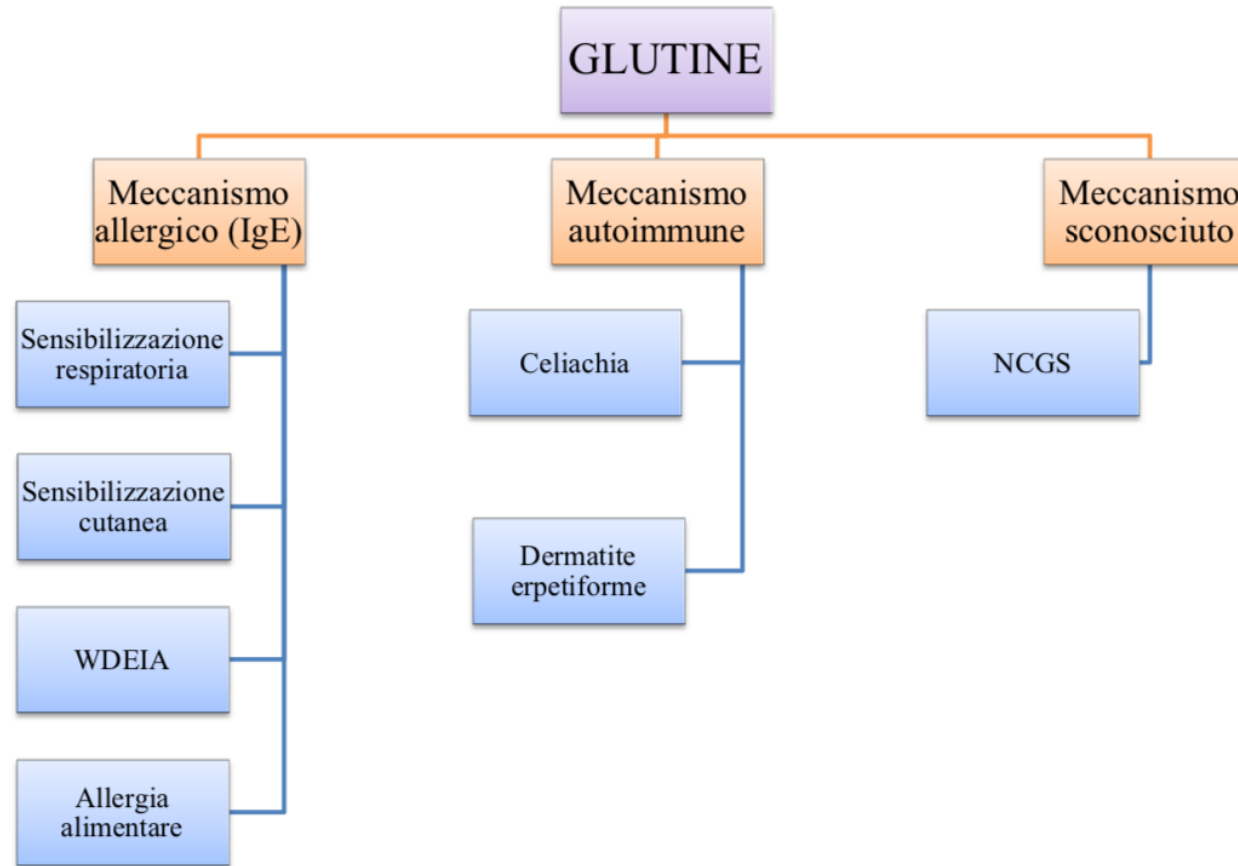 GLUTINE
Meccanismo
allergico (IgE)
Meccanismo
autoimmune
Meccanismo
sconosciuto
Sensibilizzazione
respiratoria
Sensibilizzazione
cutanea
WDEIA
Allergia
alimentare
Celiachia
Dermatite
erpetiforme
NCGS